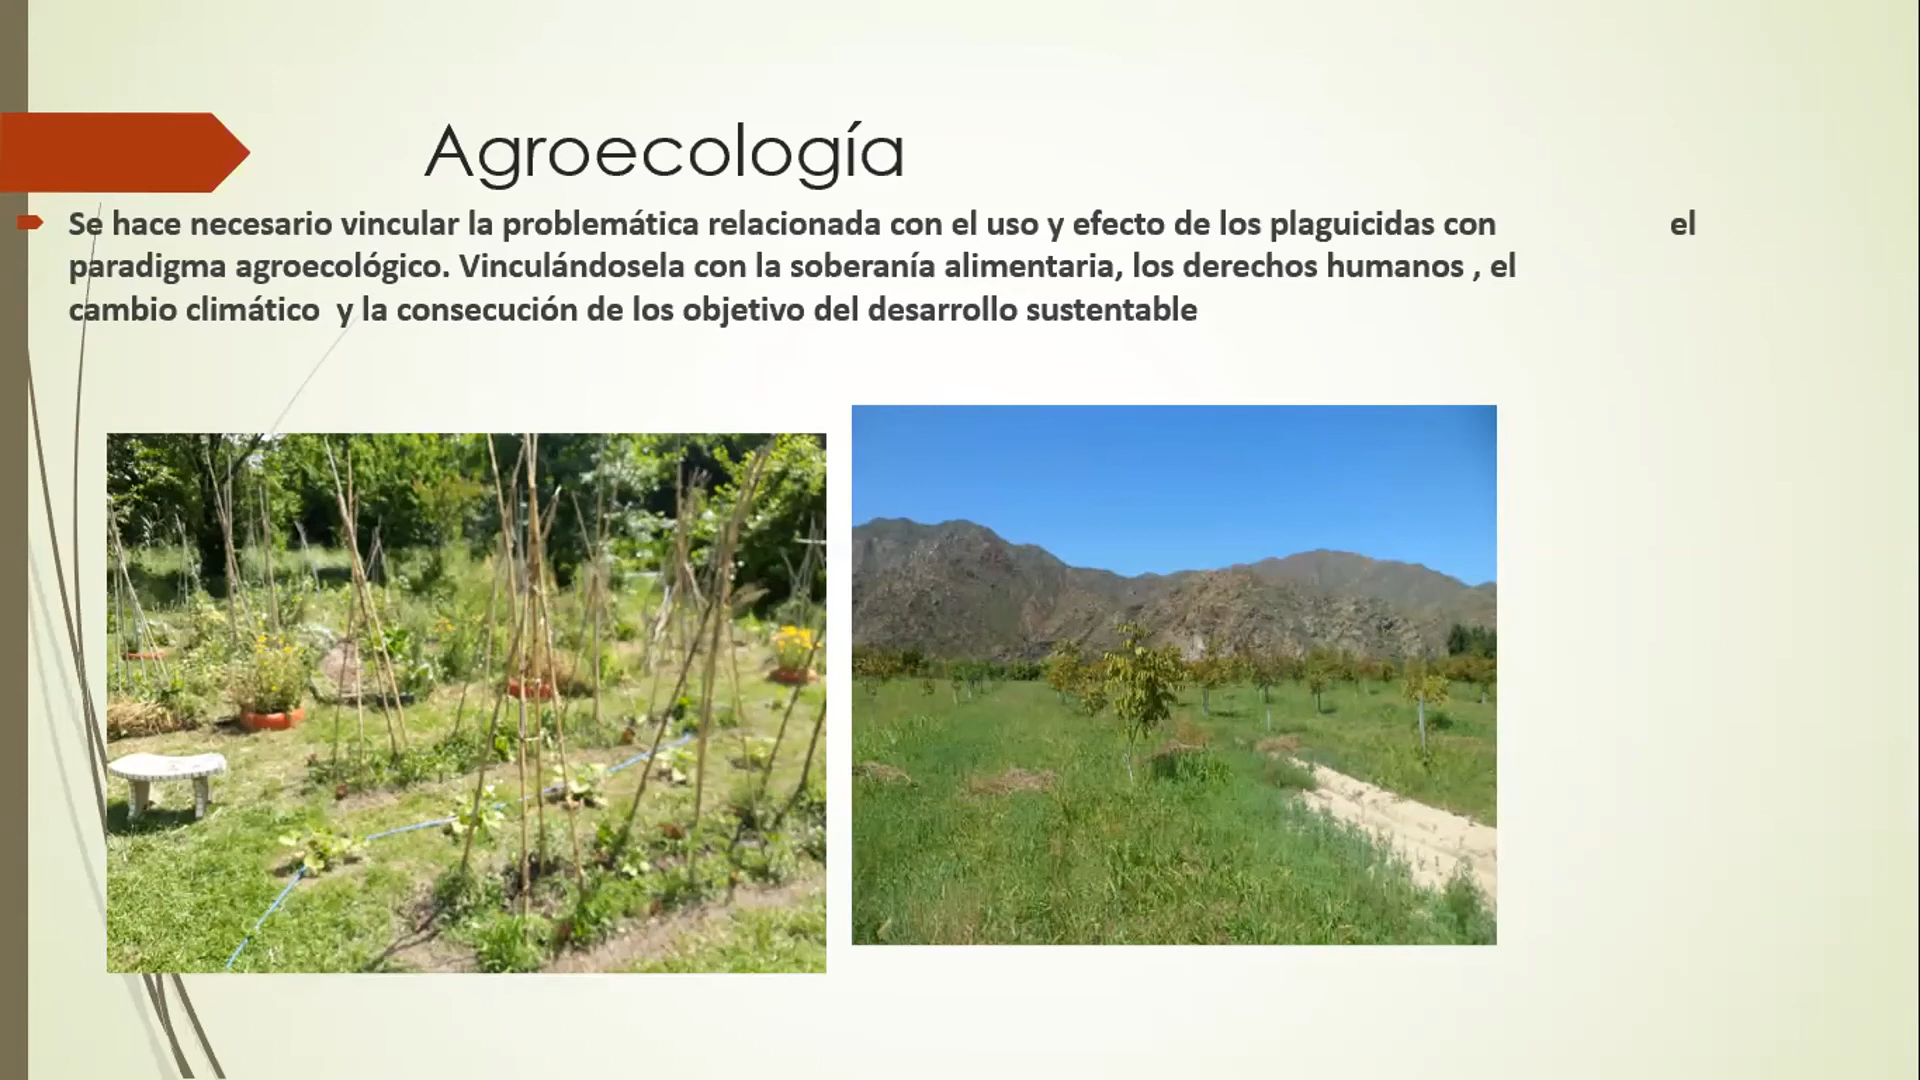 Agroecología
Se hace necesario vincular la problemática relacionada con el uso y efecto de los plaguicidas con el
paradigma agroecológico. Vinculándosela con la soberanía alimentaria, los derechos humanos , el
cambio climático y la consecución de los objetivo del desarrollo sustentable